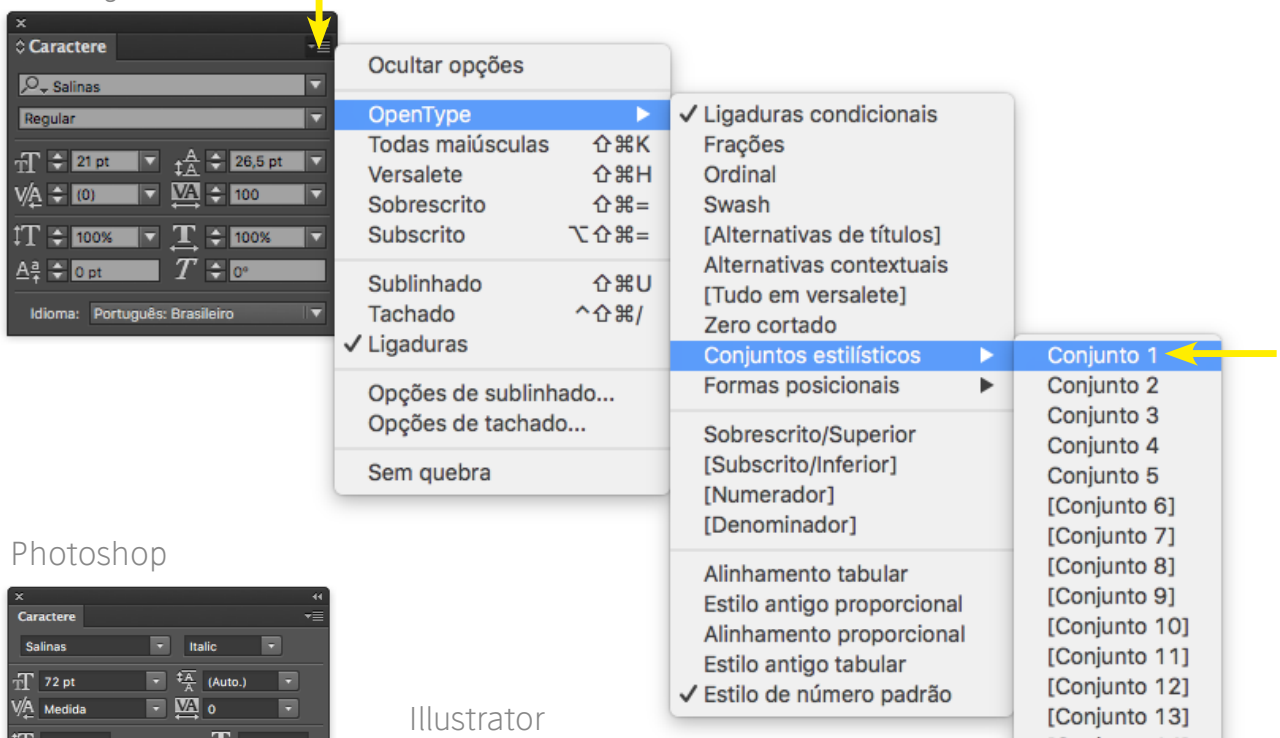 Caractere
Salinas
Regular
21 pt
26,5 pt
(0)
100
100%
100%
0 pt
0°
Idioma: Português: Brasileiro
Ocultar opções
OpenType
Todas maiúsculas ⇧⌘K
Versalete ⇧⌘H
Sobrescrito ⇧⌘=
Subscrito ⌥⇧⌘=
Sublinhado ⇧⌘U
Tachado ^⇧⌘/
✓ Ligaduras
Opções de sublinhado...
Opções de tachado...
Sem quebra
✓ Ligaduras condicionais
Frações
Ordinal
Swash
[Alternativas de títulos]
Alternativas contextuais
[Tudo em versalete]
Zero cortado
Conjuntos estilísticos
Formas posicionais
Sobrescrito/Superior
[Subscrito/Inferior]
[Numerador]
[Denominador]
Alinhamento tabular
Estilo antigo proporcional
Alinhamento proporcional
Estilo antigo tabular
✓ Estilo de número padrão
Conjunto 1
Conjunto 2
Conjunto 3
Conjunto 4
Conjunto 5
[Conjunto 6]
[Conjunto 7]
[Conjunto 8]
[Conjunto 9]
[Conjunto 10]
[Conjunto 11]
[Conjunto 12]
[Conjunto 13]
Photoshop
Caractere
Salinas
Italic
72 pt
(Auto.)
Medida
0
Illustrator